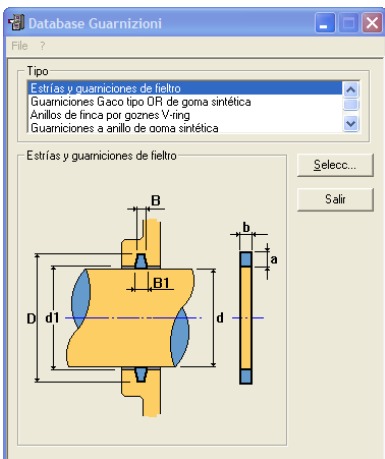 Database Guarnizioni
File ?
Tipo
Estrías y guarniciones de fieltro
Guarniciones Gaco tipo OR de goma sintética
Anillos de finca por goznes V-ring
Guarniciones a anillo de goma sintética
Estrías y guarniciones de fieltro
Selecc...
Salir
B
b
a
B1
D d1 d